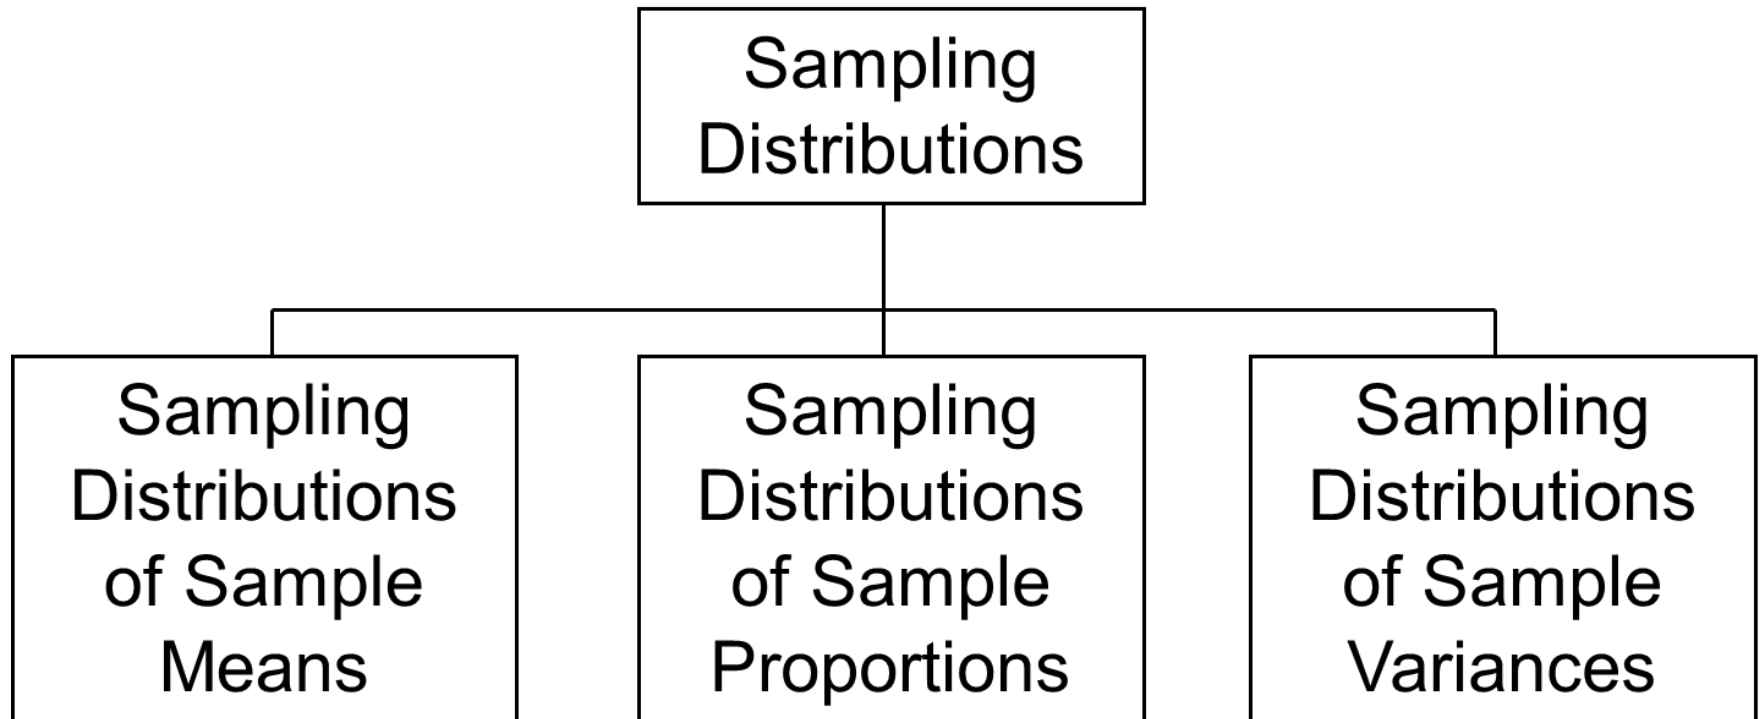 Sampling
Distributions
Sampling
Distributions
of Sample
Means
Sampling
Distributions
of Sample
Proportions
Sampling
Distributions
of Sample
Variances